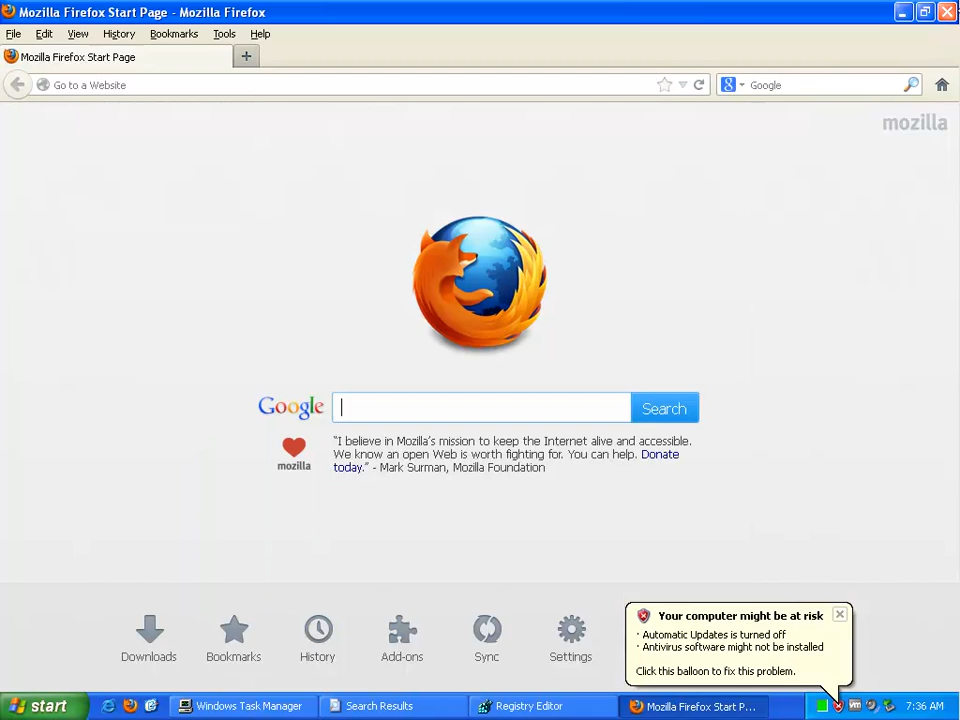 Mozilla Firefox Start Page - Mozilla Firefox
File Edit View History Bookmarks Tools Help
Mozilla Firefox Start Page
Go to a Website
Google
mozilla
Google
Search
mozilla
"I believe in Mozilla's mission to keep the Internet alive and accessible.
We know an open Web is worth fighting for. You can help. Donate
today." - Mark Surman, Mozilla Foundation
Downloads
Bookmarks
History
Add-ons
Sync
Settings
Your computer might be at risk
· Automatic Updates is turned off
· Antivirus software might not be installed
Click this balloon to fix this problem.
start
Windows Task Manager
Search Results
Registry Editor
Mozilla Firefox Start P...
7:36 AM